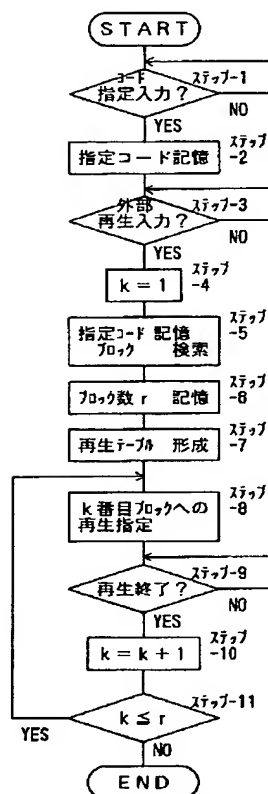 START
ステップ-1
コード
指定入力?
NO
YES
ステップ
-2
指定コード記憶
ステップ-3
外部
再生入力?
NO
YES
ステップ
-4
k = 1
ステップ
-5
指定コード 記憶
ブロック 検索
ステップ
-6
ブロック数 r 記憶
ステップ
-7
再生テーブル 形成
ステップ
-8
k 番目ブロックへの
再生指定
ステップ-9
再生終了?
NO
YES
ステップ
-10
k = k + 1
ステップ-11
k ≦ r
YES
NO
END